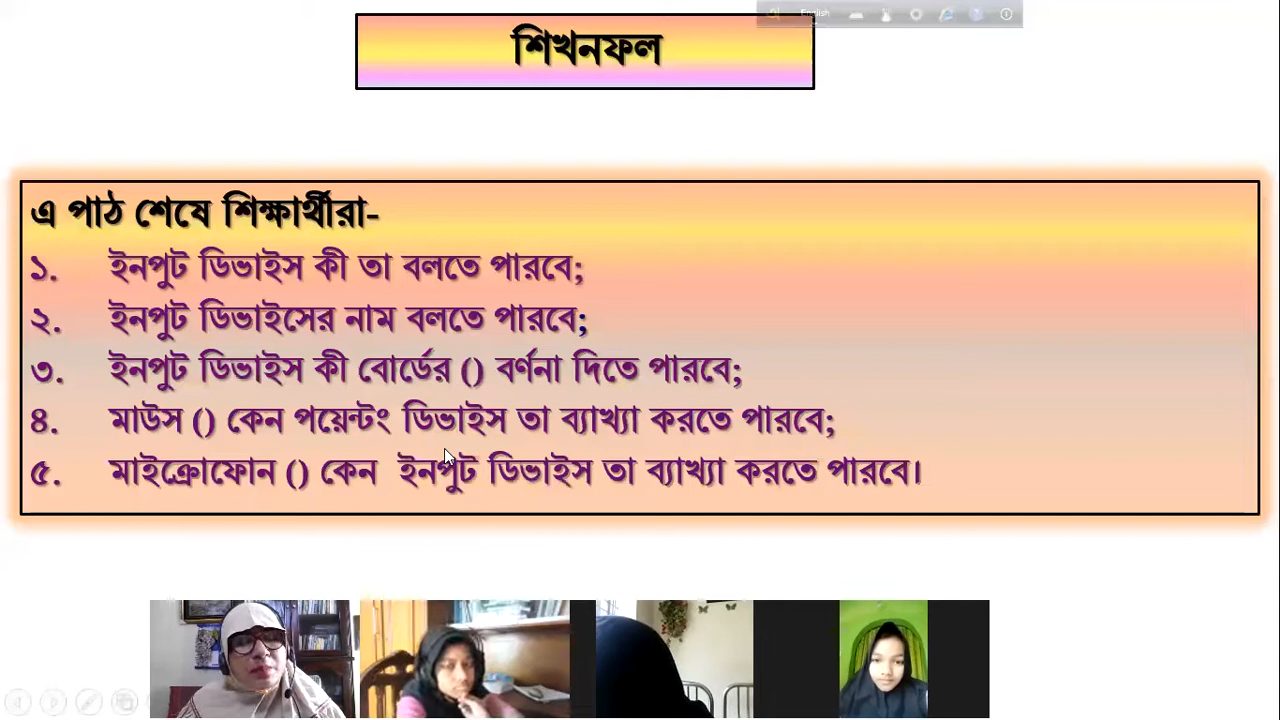 English
শিখনফল
এ পাঠ শেষে শিক্ষার্থীরা-
১. ইনপুট ডিভাইস কী তা বলতে পারবে;
২. ইনপুট ডিভাইসের নাম বলতে পারবে;
৩. ইনপুট ডিভাইস কী বোর্ডের () বর্ণনা দিতে পারবে;
৪. মাউস () কেন পয়েন্টং ডিভাইস তা ব্যাখ্যা করতে পারবে;
৫. মাইক্রোফোন () কেন ইনপুট ডিভাইস তা ব্যাখ্যা করতে পারবে।